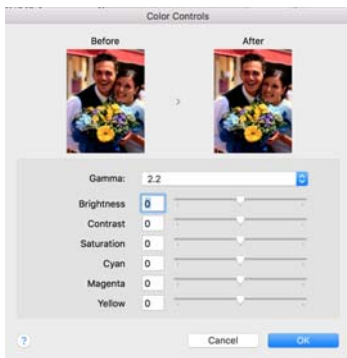 Color Controls
Before
After
>
Gamma: 2.2
Brightness 0
Contrast 0
Saturation 0
Cyan 0
Magenta 0
Yellow 0
? Cancel OK